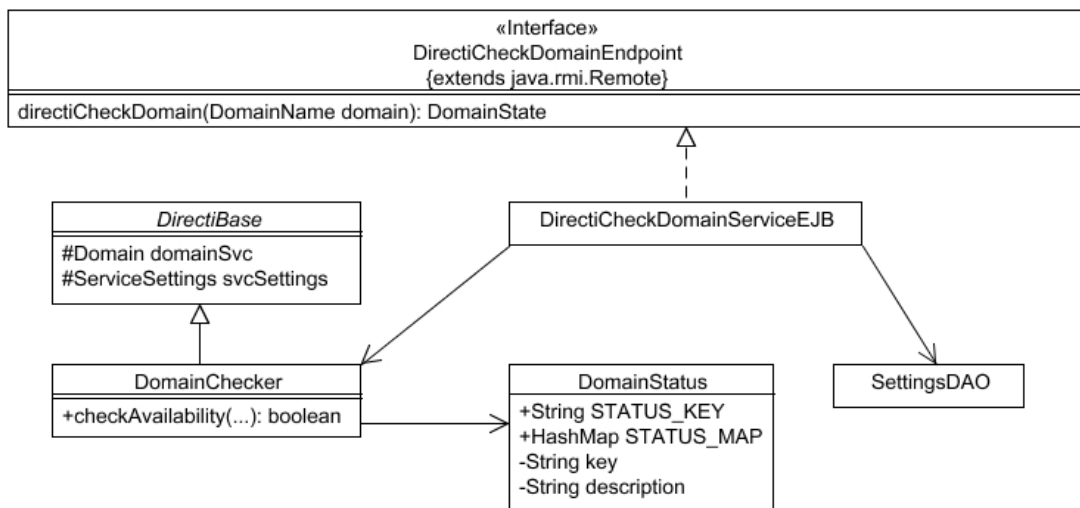 «Interface»
DirectiCheckDomainEndpoint
{extends java.rmi.Remote}
directiCheckDomain(DomainName domain): DomainState
DirectiBase
#Domain domainSvc
#ServiceSettings svcSettings
DirectiCheckDomainServiceEJB
DomainChecker
+checkAvailability(...): boolean
DomainStatus
+String STATUS_KEY
+HashMap STATUS_MAP
-String key
-String description
SettingsDAO